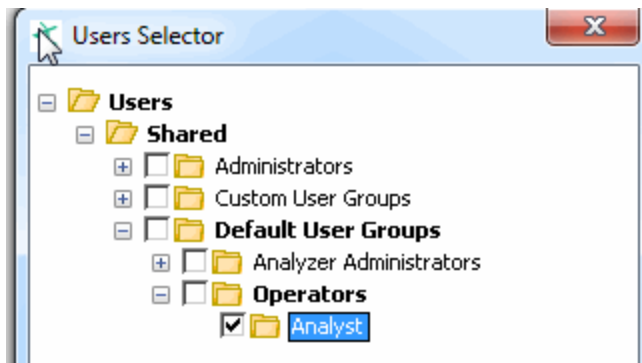 Users Selector
Users
Shared
Administrators
Custom User Groups
Default User Groups
Analyzer Administrators
Operators
Analyst